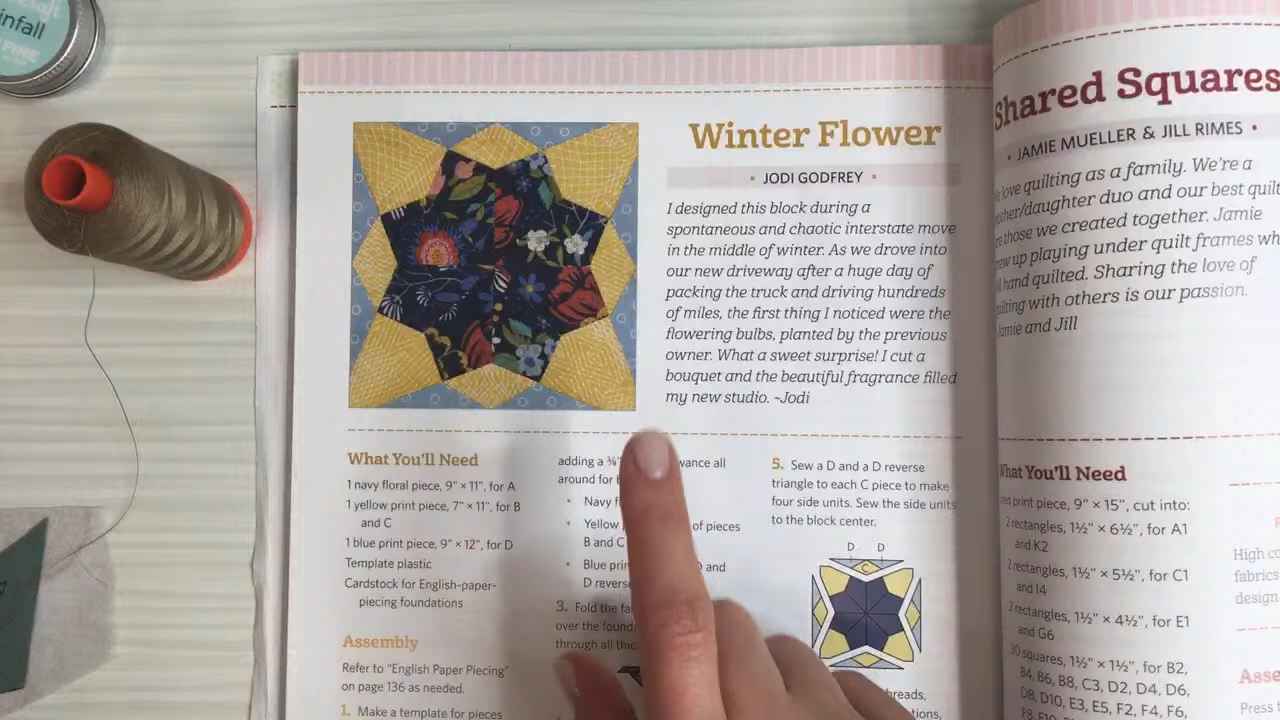 infall
Winter Flower
• JODI GODFREY •
I designed this block during a
spontaneous and chaotic interstate move
in the middle of winter. As we drove into
our new driveway after a huge day of
packing the truck and driving hundreds
of miles, the first thing I noticed were the
flowering bulbs, planted by the previous
owner. What a sweet surprise! I cut a
bouquet and the beautiful fragrance filled
my new studio. ~Jodi
What You'll Need
1 navy floral piece, 9" × 11", for A
1 yellow print piece, 7" × 11", for B
and C
1 blue print piece, 9" × 12", for D
Template plastic
Cardstock for English-paper-
piecing foundations
Assembly
Refer to "English Paper Piecing"
on page 136 as needed.
1. Make a template for pieces
adding a ⅜" wance all
around for
• Navy
• Yellow of pieces
B and C
• Blue and
D reverse
3. Fold the
over the
through all
5. Sew a D and a D reverse
triangle to each C piece to make
four side units. Sew the side units
to the block center.
D D
C
hreads,
Shared Squares
• JAMIE MUELLER & JILL RIMES •
love quilting as a family. We're a
mother/daughter duo and our best quilt
those we created together. Jamie
up playing under quilt frames
hand quilted. Sharing the love of
quilting with others is our passion.
Jamie and Jill
What You'll Need
print piece, 9" × 15", cut into:
2 rectangles, 1½" × 6½", for A1
and K2
2 rectangles, 1½" × 5½", for C1
and I4
2 rectangles, 1½" × 4½", for E1
and G6
30 squares, 1½" × 1½", for B2,
B4, B6, B8, C3, D2, D4, D6,
D8, D10, E3, E5, F2, F4, F6,
High
fabrics
design
Asse
Press